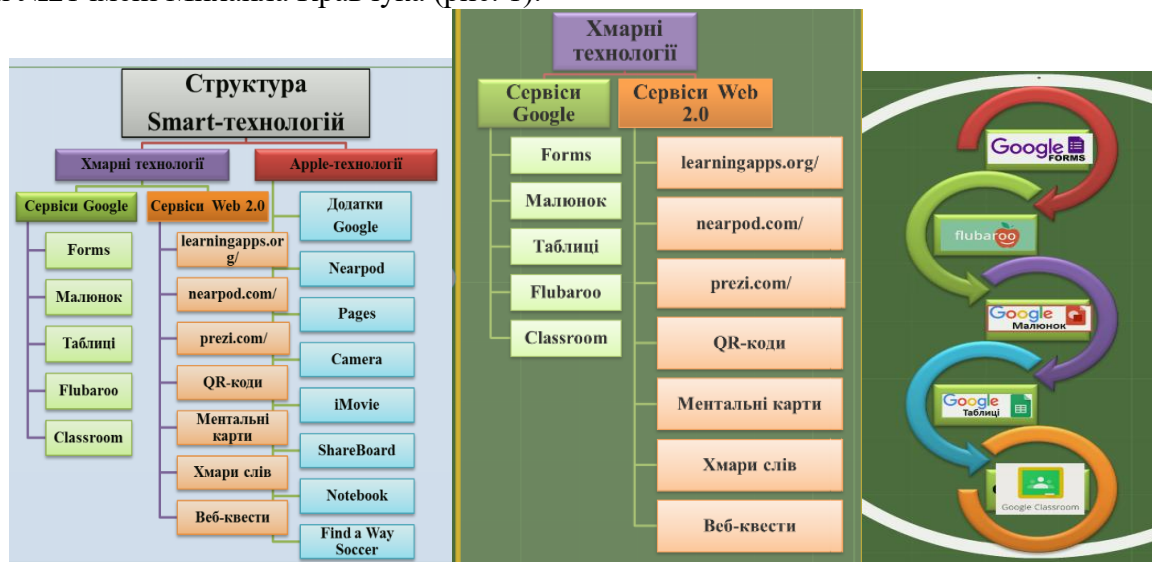 Михайла Кравчука (рис. 1).
Структура
Smart-технологій
Хмарні технології
Apple-технології
Сервіси Google
Сервіси Web 2.0
Forms
Малюнок
Таблиці
Flubaroo
Classroom
learningapps.or
g/
nearpod.com/
prezi.com/
QR-коди
Ментальні
карти
Хмари слів
Веб-квести
Додатки
Google
Nearpod
Pages
Camera
iMovie
ShareBoard
Notebook
Find a Way
Soccer
Хмарні
технології
Сервіси
Google
Сервіси Web
2.0
Forms
Малюнок
Таблиці
Flubaroo
Classroom
learningapps.org/
nearpod.com/
prezi.com/
QR-коди
Ментальні карти
Хмари слів
Веб-квести
Google
FORMS
flubaroo
Google
Малюнок
Google
Таблиці
Google Classroom